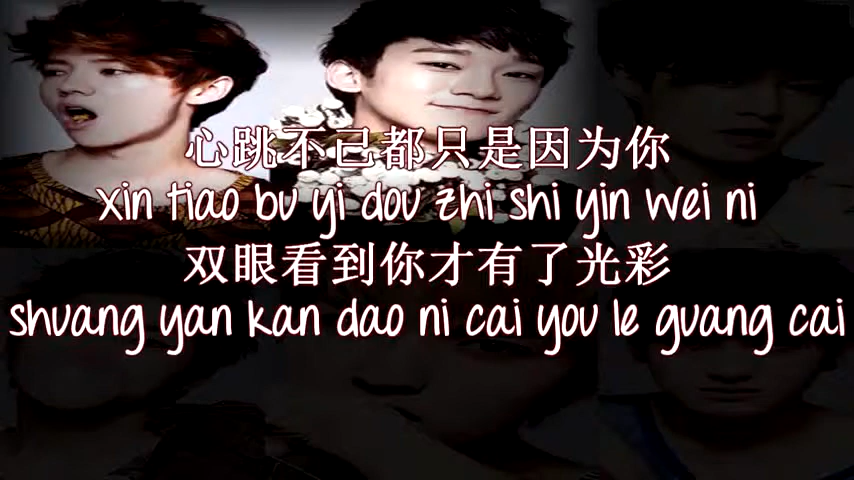 心跳不已都只是因为你
xin tiao bu yi dou zhi shi yin wei ni
双眼看到你才有了光彩
shuang yan kan dao ni cai you le guang cai